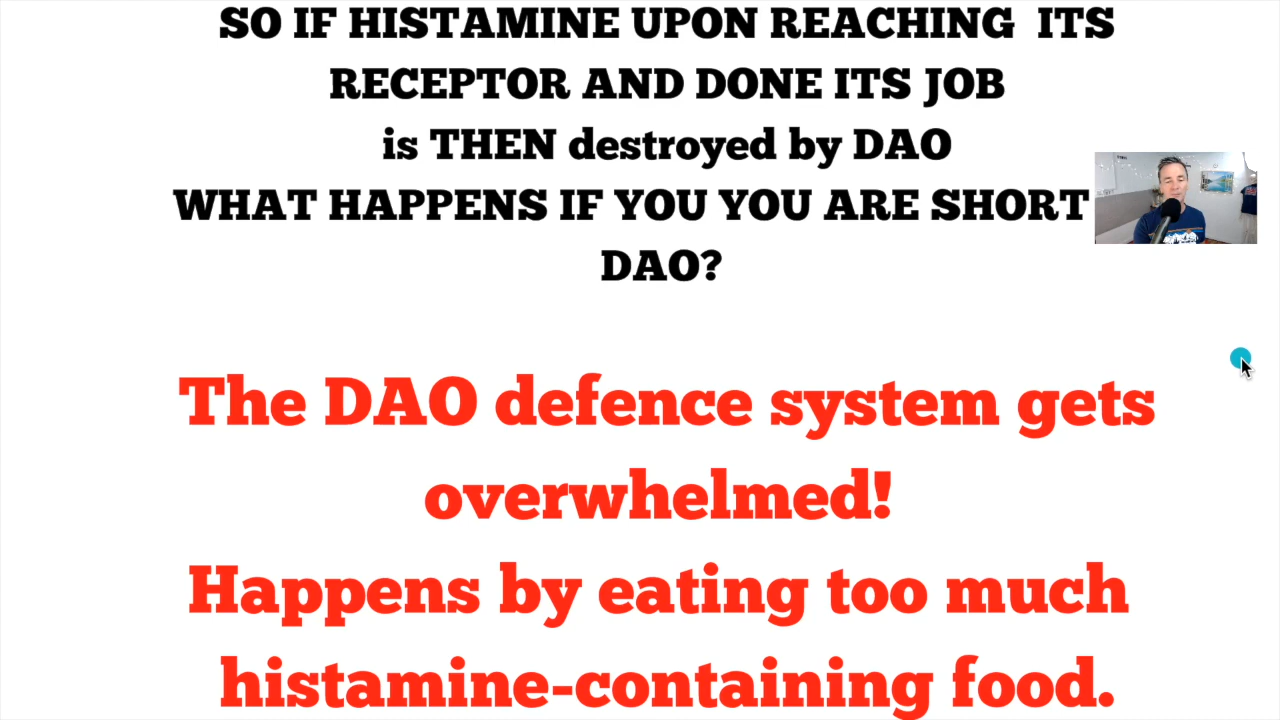 SO IF HISTAMINE UPON REACHING ITS
RECEPTOR AND DONE ITS JOB
is THEN destroyed by DAO
WHAT HAPPENS IF YOU YOU ARE SHORT
DAO?
The DAO defence system gets
overwhelmed!
Happens by eating too much
histamine-containing food.